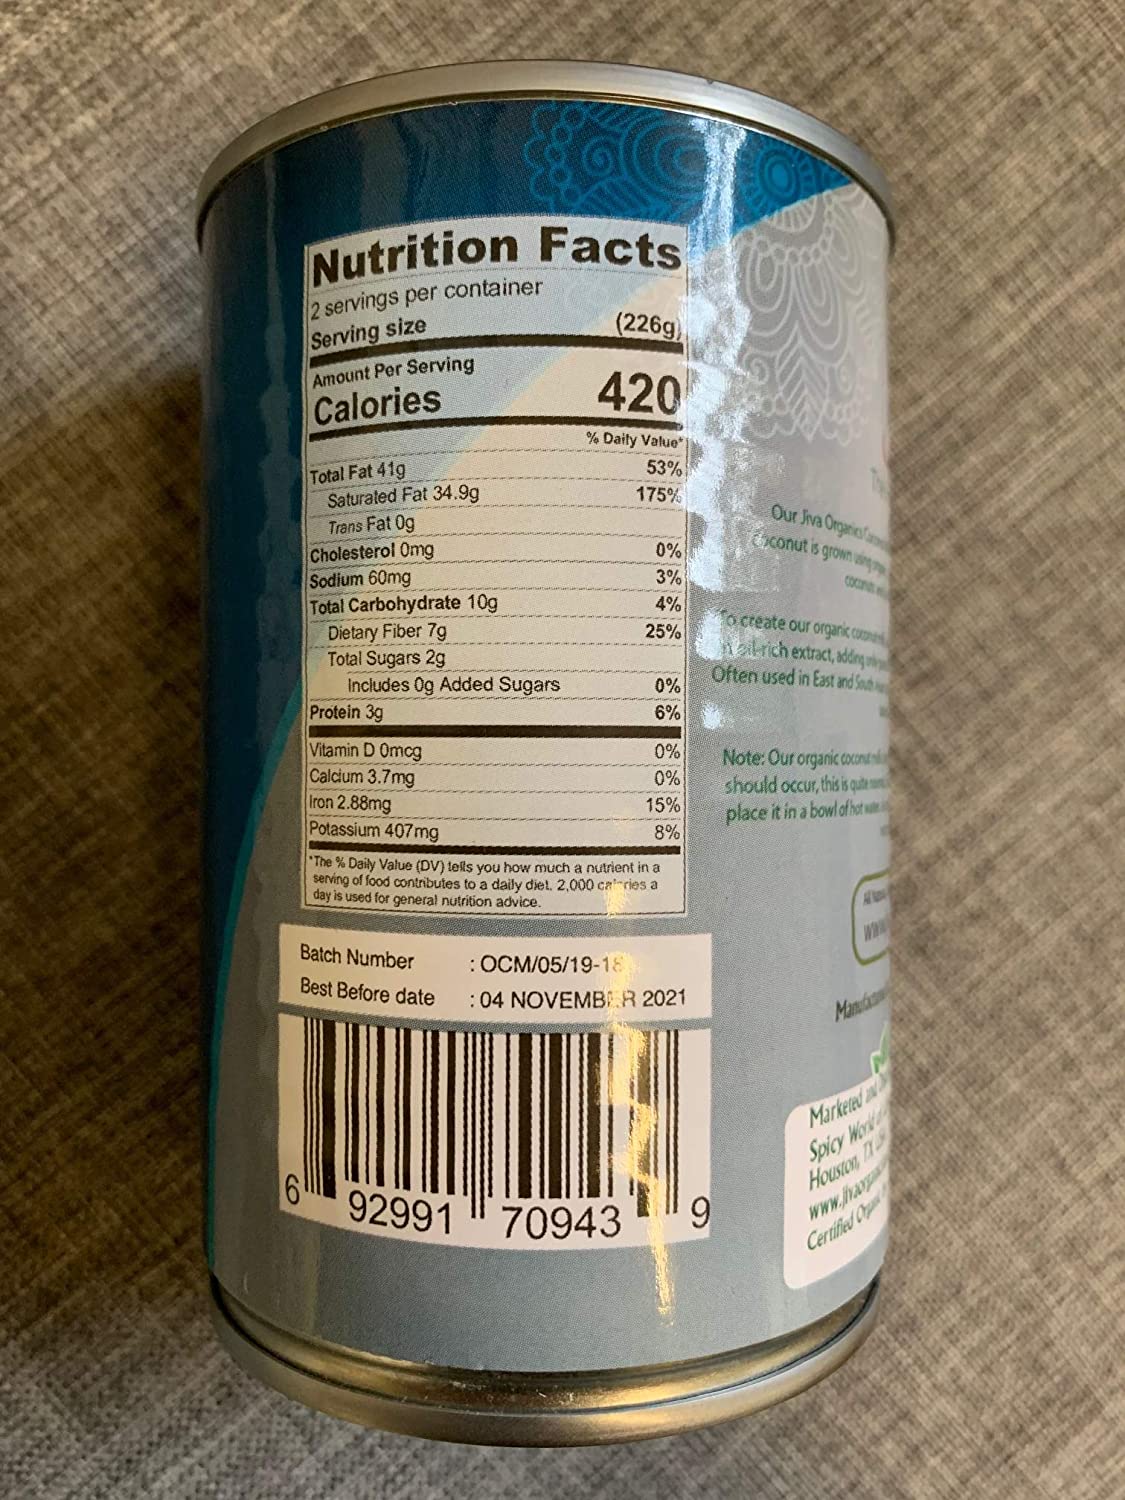 Nutrition Facts
2 servings per container
Serving size (226g)
Amount Per Serving
Calories 420
% Daily Value*
Total Fat 41g 53%
Saturated Fat 34.9g 175%
Trans Fat 0g
Cholesterol 0mg 0%
Sodium 60mg 3%
Total Carbohydrate 10g 4%
Dietary Fiber 7g 25%
Total Sugars 2g
Includes 0g Added Sugars 0%
Protein 3g 6%
Vitamin D 0mcg 0%
Calcium 3.7mg 0%
Iron 2.88mg 15%
Potassium 407mg 8%
*The % Daily Value (DV) tells you how much a nutrient in a
serving of food contributes to a daily diet. 2,000 calories a
day is used for general nutrition advice.
Batch Number : OCM/05/19-18
Best Before date : 04 NOVEMBER 2021
6 92991 70943 9
Our Jiva Organics
Coconut is grown using
coconuts
To create our organic
oil-rich extract, adding
Often used in East and South
Note: Our organic coconut
should occur, this is quite
place it in a bowl of hot
All
Marketed and
Spicy World
Houston, TX
Certified